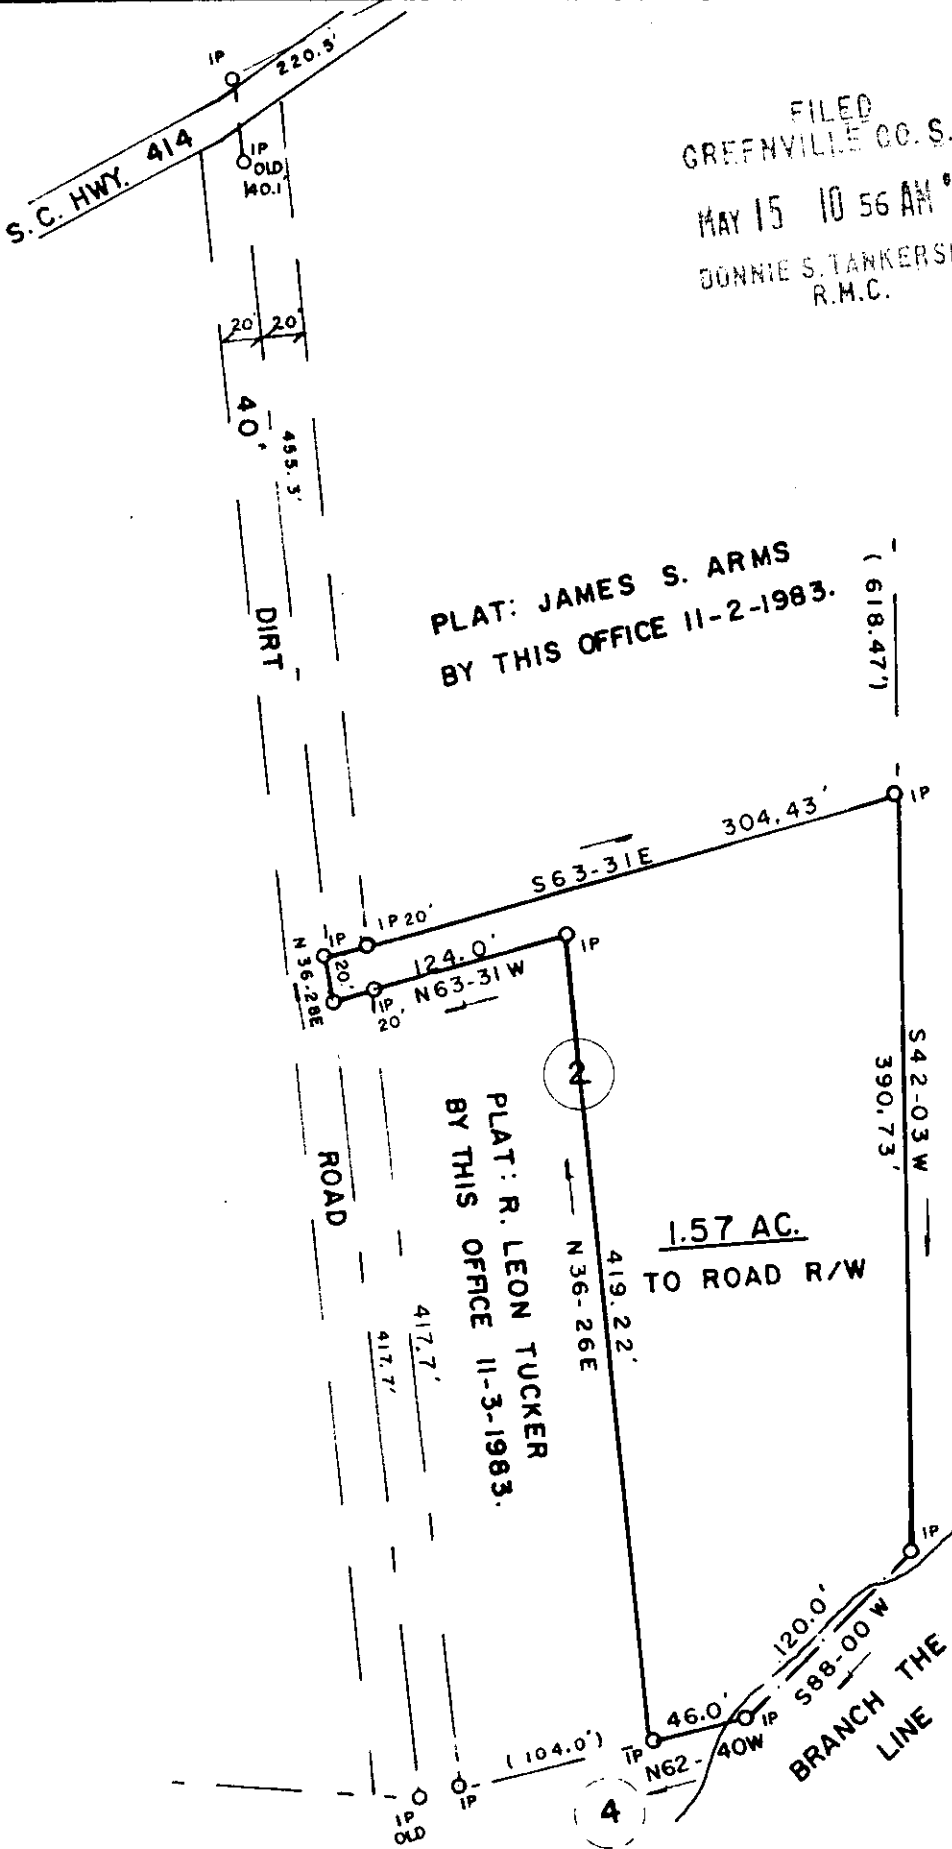 IP
220.5'
S. C. HWY. 414
IP
OLD
140.1'
FILED
GREENVILLE CO. S.
MAY 15 10 56 AM
DONNIE S. TANKERS
R.M.C.
20' 20'
40'
455.3'
DIRT
PLAT: JAMES S. ARMS
BY THIS OFFICE 11-2-1983.
( 618.47')
IP
304.43'
S63-31E
IP 20'
IP
20'
N 36-28E
124.0'
N63-31W
IP
IP
20'
2
S42-03W
390.73'
ROAD
PLAT: R. LEON TUCKER
BY THIS OFFICE 11-3-1983.
N36-26E
419.22'
1.57 AC.
TO ROAD R/W
417.7'
417.7'
IP
120.0'
S88-00 W
BRANCH THE
LINE
46.0'
IP
IP
N62-40W
( 104.0')
IP
IP
OLD
4